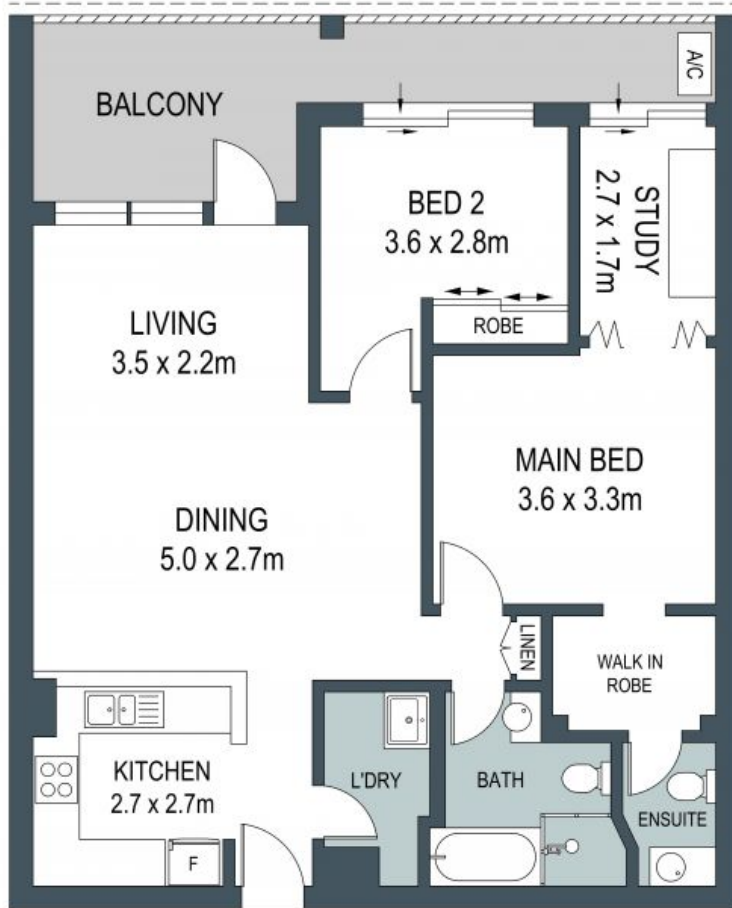 A/C
BALCONY
BED 2
3.6 x 2.8m
STUDY
2.7 x 1.7m
ROBE
LIVING
3.5 x 2.2m
MAIN BED
3.6 x 3.3m
DINING
5.0 x 2.7m
LINEN
WALK IN
ROBE
KITCHEN
2.7 x 2.7m
L'DRY
BATH
ENSUITE
F